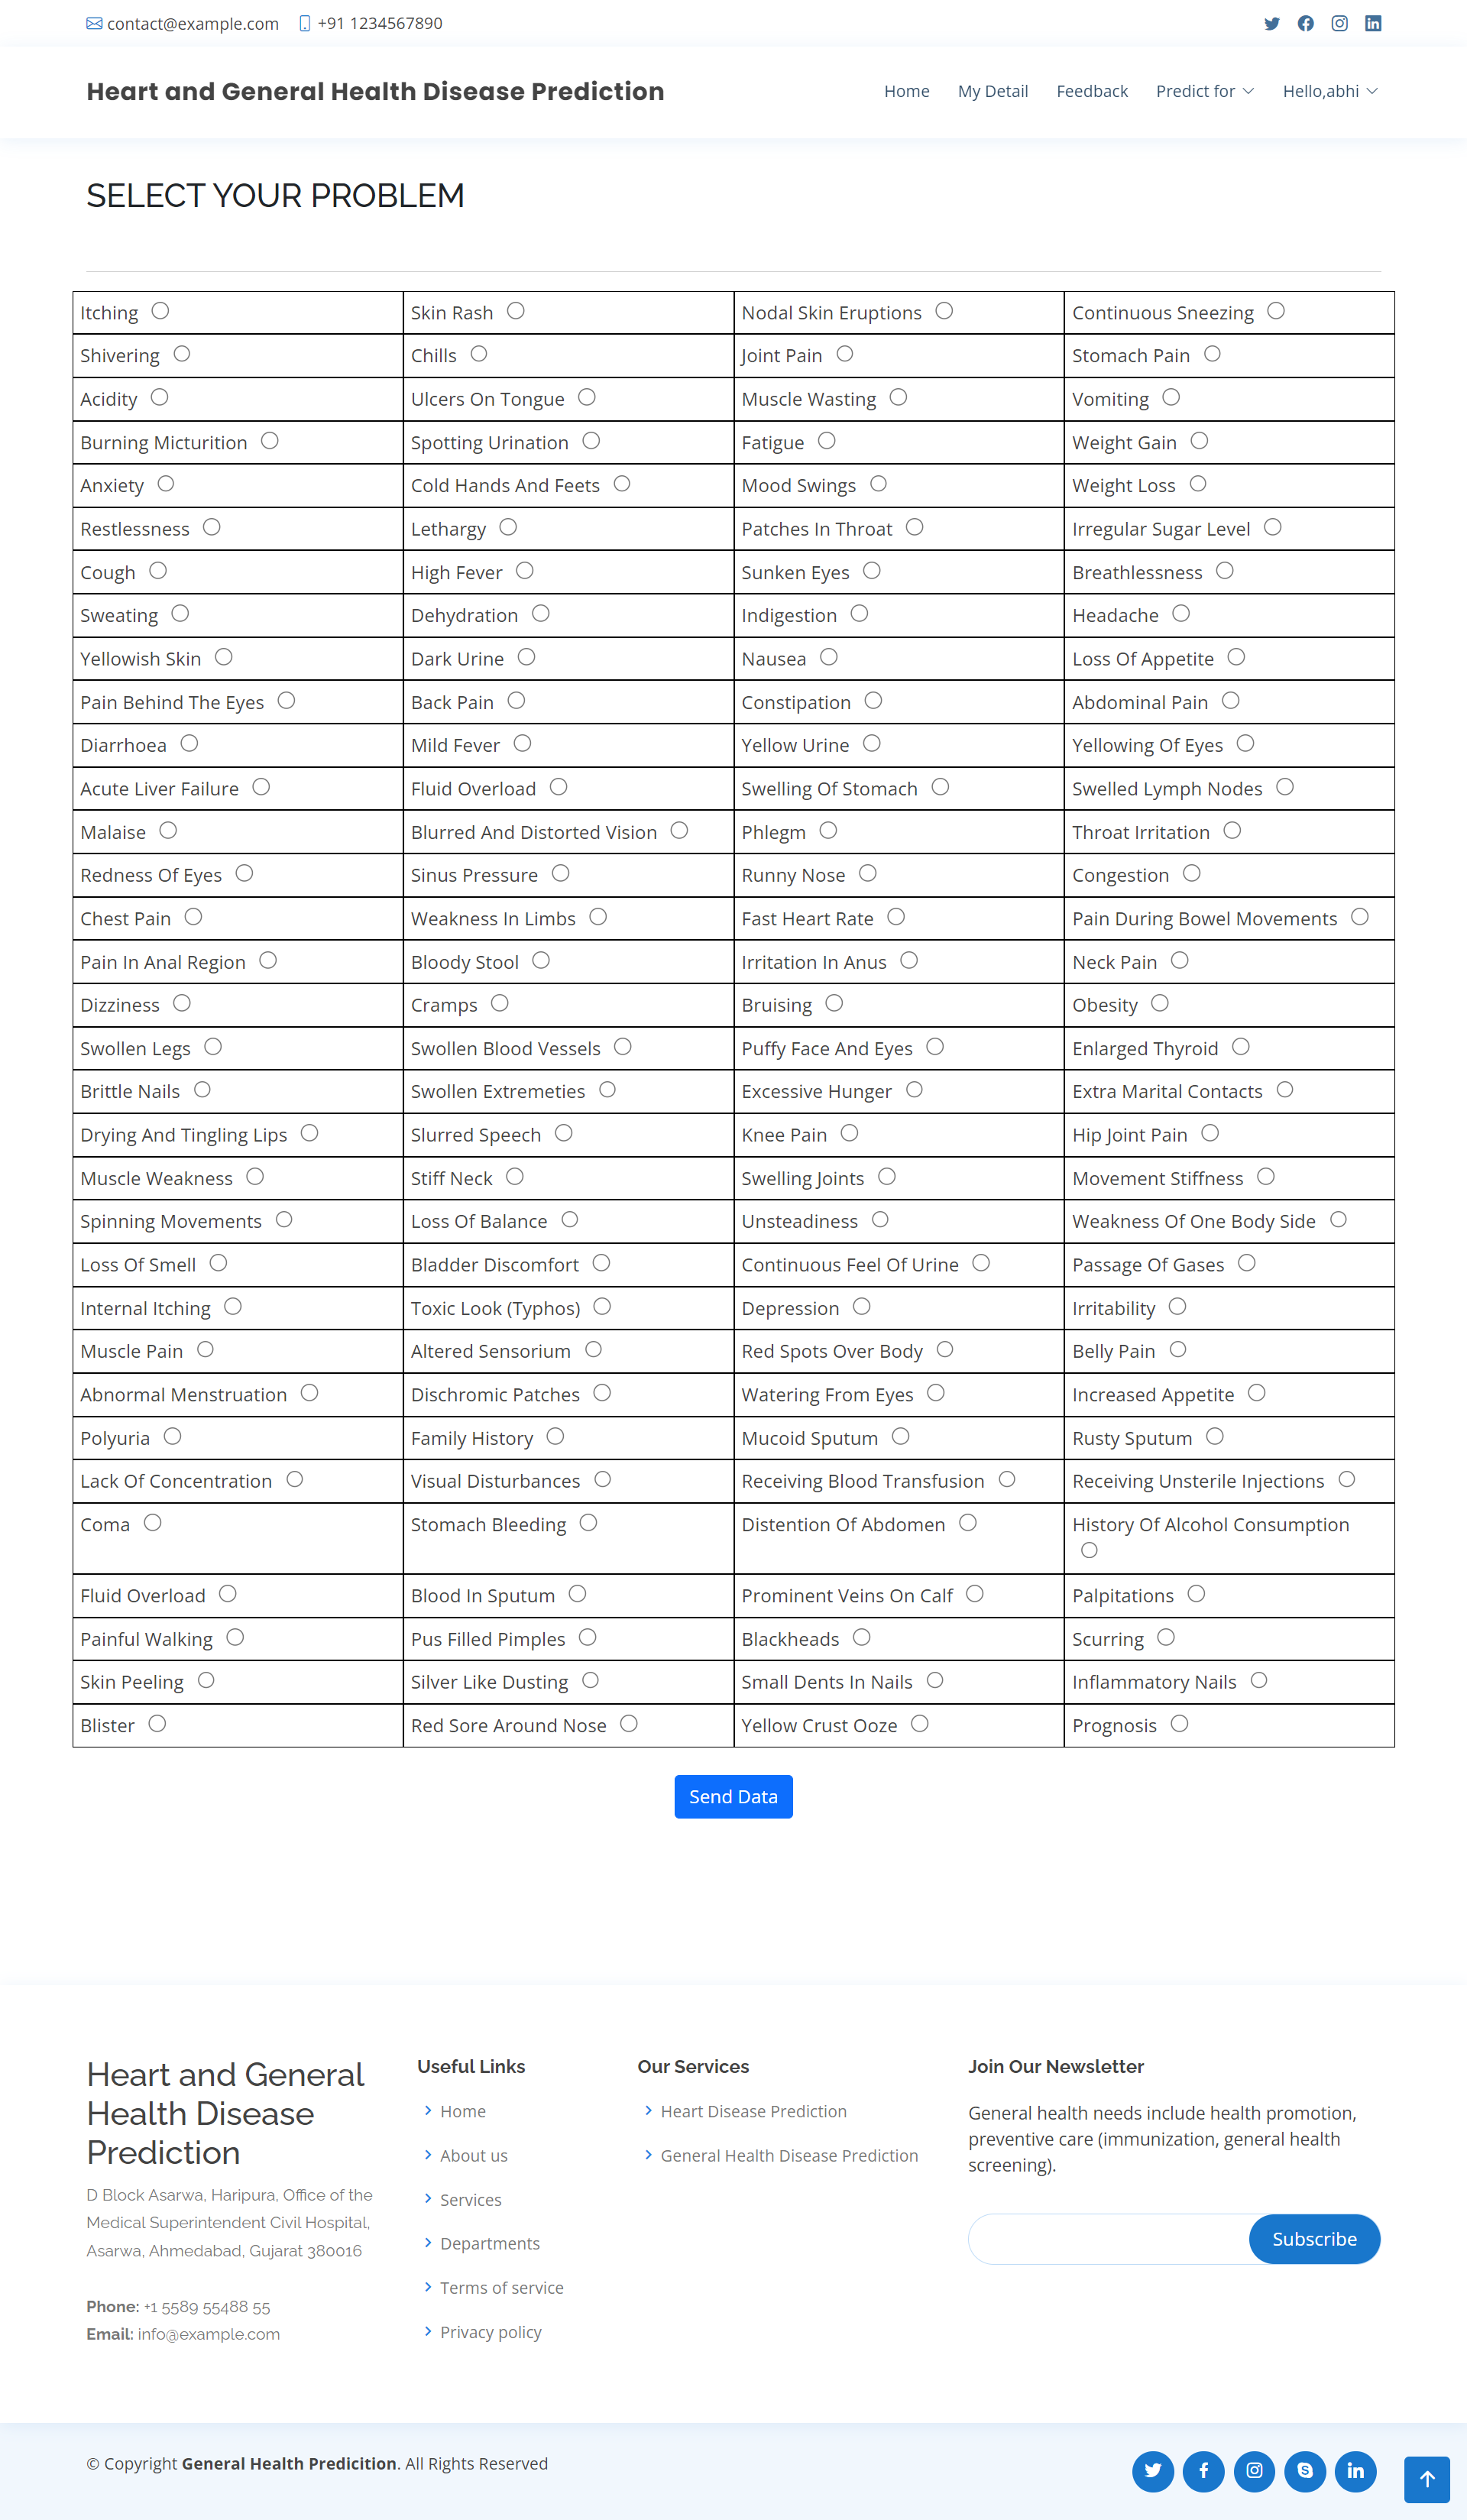 contact@example.com +91 1234567890
Heart and General Health Disease Prediction Home My Detail Feedback Predict for Hello,abhi
SELECT YOUR PROBLEM
Itching Skin Rash Nodal Skin Eruptions Continuous Sneezing
Shivering Chills Joint Pain Stomach Pain
Acidity Ulcers On Tongue Muscle Wasting Vomiting
Burning Micturition Spotting Urination Fatigue Weight Gain
Anxiety Cold Hands And Feets Mood Swings Weight Loss
Restlessness Lethargy Patches In Throat Irregular Sugar Level
Cough High Fever Sunken Eyes Breathlessness
Sweating Dehydration Indigestion Headache
Yellowish Skin Dark Urine Nausea Loss Of Appetite
Pain Behind The Eyes Back Pain Constipation Abdominal Pain
Diarrhoea Mild Fever Yellow Urine Yellowing Of Eyes
Acute Liver Failure Fluid Overload Swelling Of Stomach Swelled Lymph Nodes
Malaise Blurred And Distorted Vision Phlegm Throat Irritation
Redness Of Eyes Sinus Pressure Runny Nose Congestion
Chest Pain Weakness In Limbs Fast Heart Rate Pain During Bowel Movements
Pain In Anal Region Bloody Stool Irritation In Anus Neck Pain
Dizziness Cramps Bruising Obesity
Swollen Legs Swollen Blood Vessels Puffy Face And Eyes Enlarged Thyroid
Brittle Nails Swollen Extremeties Excessive Hunger Extra Marital Contacts
Drying And Tingling Lips Slurred Speech Knee Pain Hip Joint Pain
Muscle Weakness Stiff Neck Swelling Joints Movement Stiffness
Spinning Movements Loss Of Balance Unsteadiness Weakness Of One Body Side
Loss Of Smell Bladder Discomfort Continuous Feel Of Urine Passage Of Gases
Internal Itching Toxic Look (Typhos) Depression Irritability
Muscle Pain Altered Sensorium Red Spots Over Body Belly Pain
Abnormal Menstruation Dischromic Patches Watering From Eyes Increased Appetite
Polyuria Family History Mucoid Sputum Rusty Sputum
Lack Of Concentration Visual Disturbances Receiving Blood Transfusion Receiving Unsterile Injections
Coma Stomach Bleeding Distention Of Abdomen History Of Alcohol Consumption
Fluid Overload Blood In Sputum Prominent Veins On Calf Palpitations
Painful Walking Pus Filled Pimples Blackheads Scurring
Skin Peeling Silver Like Dusting Small Dents In Nails Inflammatory Nails
Blister Red Sore Around Nose Yellow Crust Ooze Prognosis
Send Data
Heart and General
Health Disease
Prediction
D Block Asarwa, Haripura, Office of the
Medical Superintendent Civil Hospital,
Asarwa, Ahmedabad, Gujarat 380016
Phone: +1 5589 55488 55
Email: info@example.com
Useful Links
Home
About us
Services
Departments
Terms of service
Privacy policy
Our Services
Heart Disease Prediction
General Health Disease Prediction
Join Our Newsletter
General health needs include health promotion,
preventive care (immunization, general health
screening).
Subscribe
© Copyright General Health Predicition. All Rights Reserved